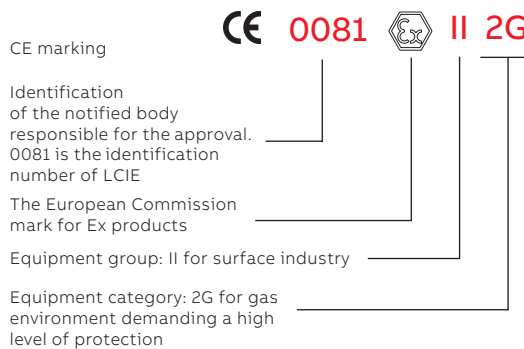 CE 0081 Ex II 2G
CE marking
Identification
of the notified body
responsible for the approval.
0081 is the identification
number of LCIE
The European Commission
mark for Ex products
Equipment group: II for surface industry
Equipment category: 2G for gas
environment demanding a high
level of protection